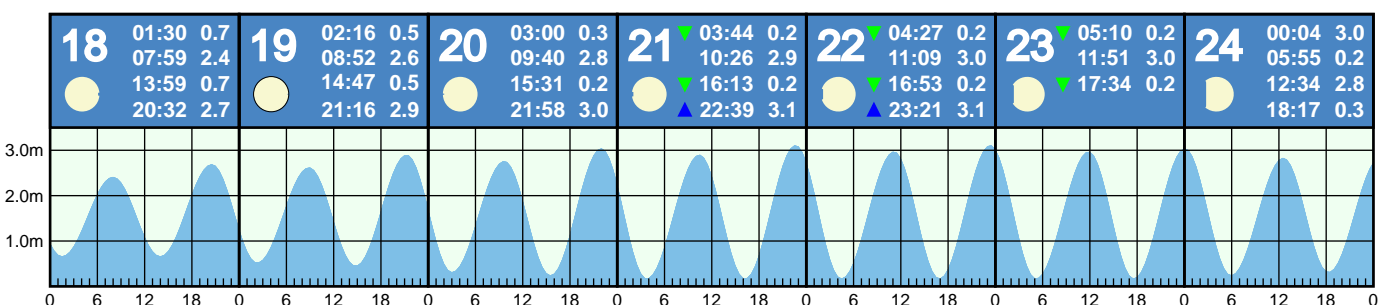 18 01:30 0.7
07:59 2.4
13:59 0.7
20:32 2.7
19 02:16 0.5
08:52 2.6
14:47 0.5
21:16 2.9
20 03:00 0.3
09:40 2.8
15:31 0.2
21:58 3.0
21 ▼ 03:44 0.2
10:26 2.9
▼ 16:13 0.2
▲ 22:39 3.1
22 ▼ 04:27 0.2
11:09 3.0
▼ 16:53 0.2
▲ 23:21 3.1
23 ▼ 05:10 0.2
11:51 3.0
▼ 17:34 0.2
24 00:04 3.0
05:55 0.2
12:34 2.8
18:17 0.3
3.0m
2.0m
1.0m
0 6 12 18 0 6 12 18 0 6 12 18 0 6 12 18 0 6 12 18 0 6 12 18 0 6 12 18 0